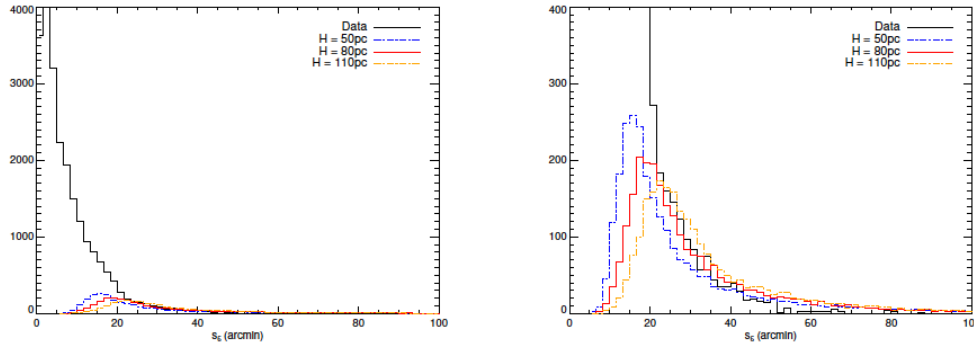 4000
3000
2000
1000
0
0 20 40 60 80 100
s₆ (arcmin)
Data
H = 50pc
H = 80pc
H = 110pc
400
300
200
100
0
0 20 40 60 80 100
s₆ (arcmin)
Data
H = 50pc
H = 80pc
H = 110pc